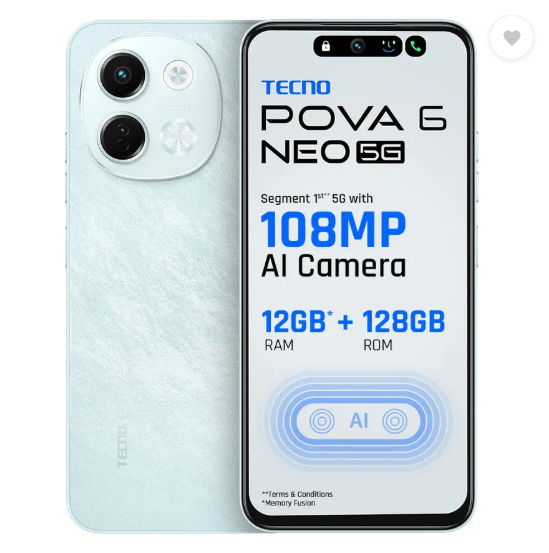 TECNO
POVA 6
NEO 5G
Segment 1st** 5G with
108MP
AI Camera
12GB* + 128GB
RAM ROM
AI
**Terms & Conditions
*Memory Fusion
TECNO